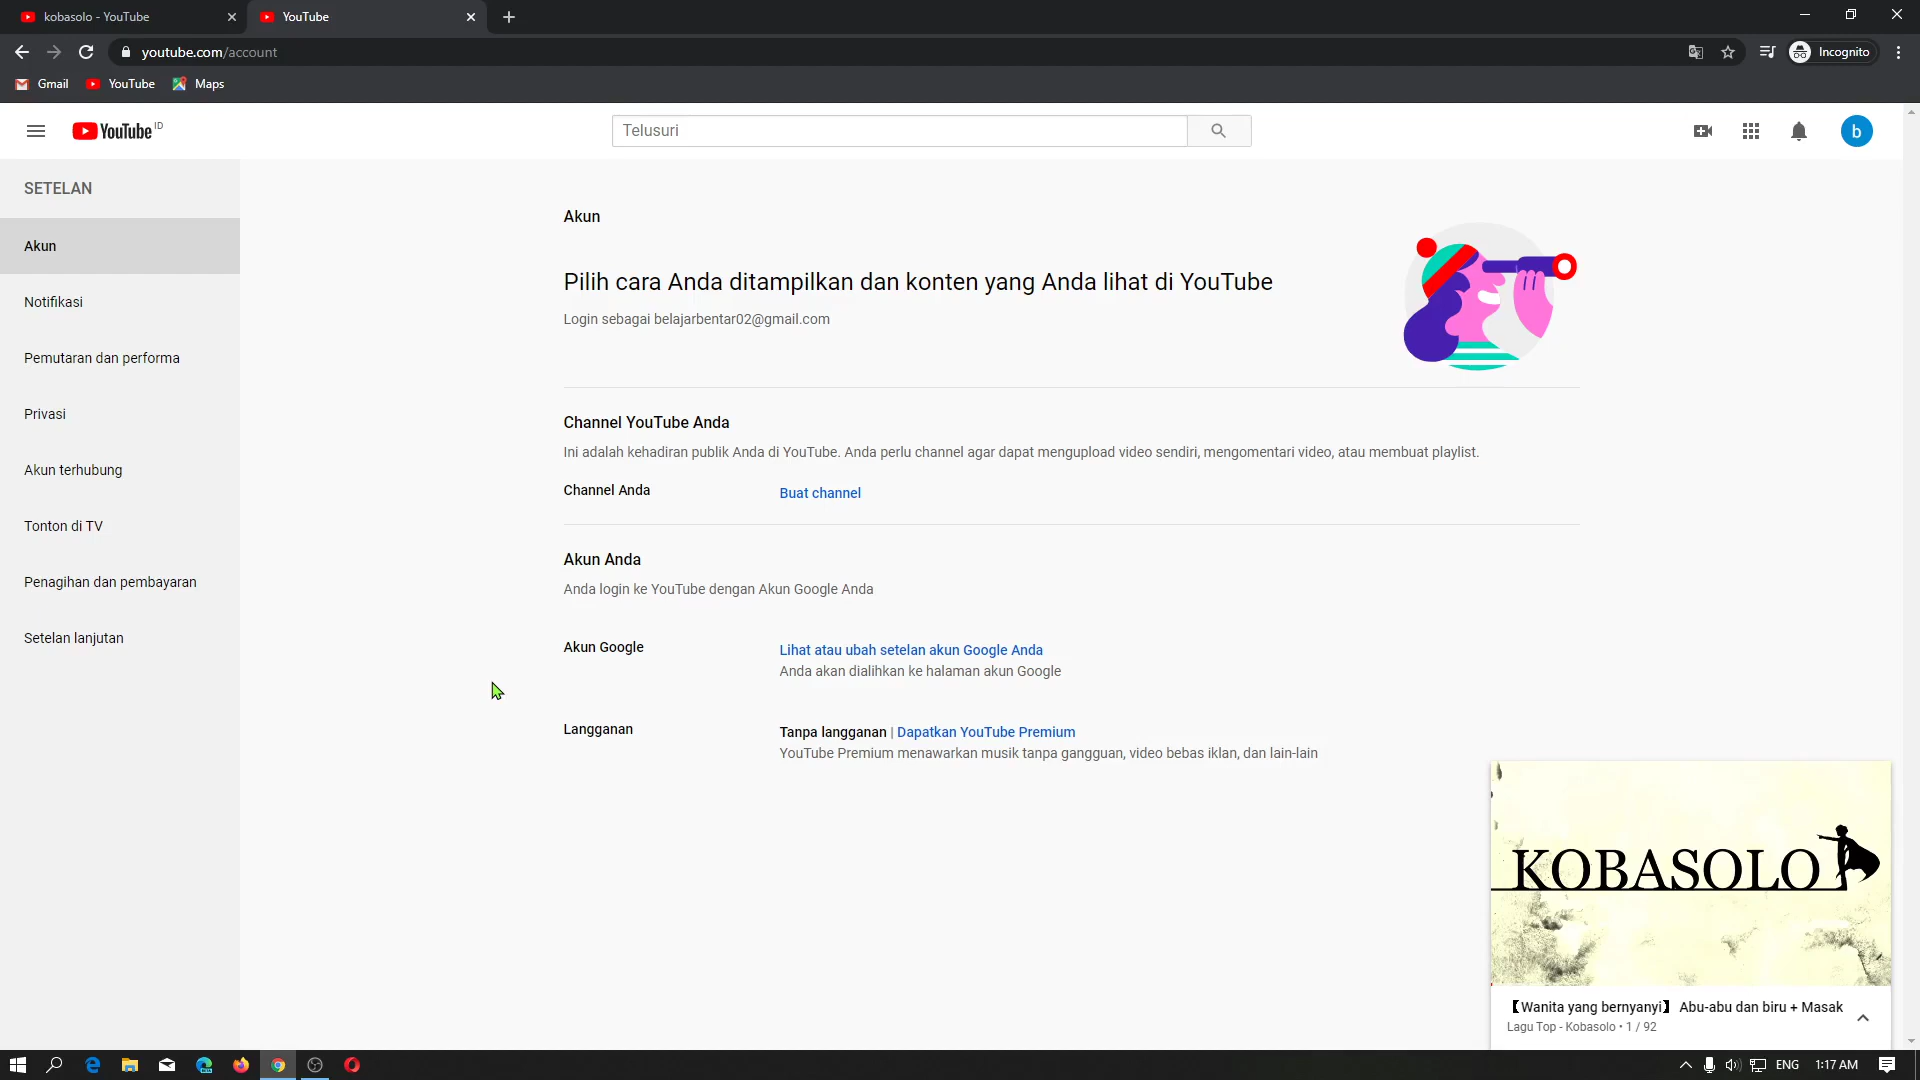 kobasolo - YouTube
YouTube
youtube.com/account
Incognito
Gmail
YouTube
Maps
YouTube ID
Telusuri
b
SETELAN
Akun
Notifikasi
Pemutaran dan performa
Privasi
Akun terhubung
Tonton di TV
Penagihan dan pembayaran
Setelan lanjutan
Akun
Pilih cara Anda ditampilkan dan konten yang Anda lihat di YouTube
Login sebagai belajarbentar02@gmail.com
Channel YouTube Anda
Ini adalah kehadiran publik Anda di YouTube. Anda perlu channel agar dapat mengupload video sendiri, mengomentari video, atau membuat playlist.
Channel Anda Buat channel
Akun Anda
Anda login ke YouTube dengan Akun Google Anda
Akun Google Lihat atau ubah setelan akun Google Anda
Anda akan dialihkan ke halaman akun Google
Langganan Tanpa langganan | Dapatkan YouTube Premium
YouTube Premium menawarkan musik tanpa gangguan, video bebas iklan, dan lain-lain
KOBASOLO
【Wanita yang bernyanyi】 Abu-abu dan biru + Masak
Lagu Top - Kobasolo • 1 / 92
ENG 1:17 AM